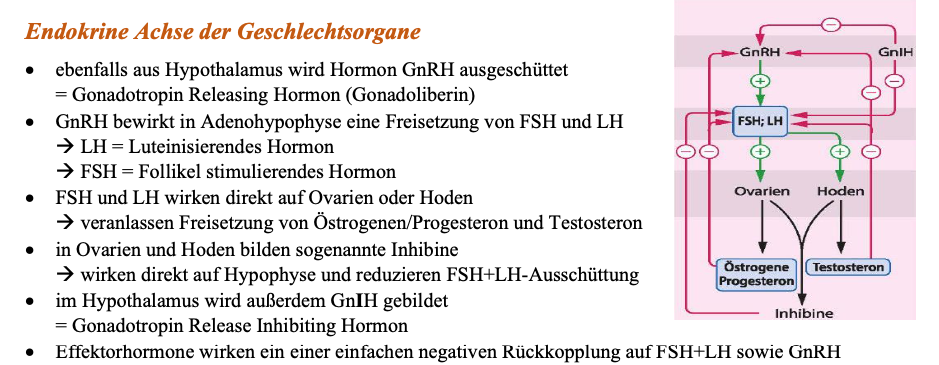 Endokrine Achse der Geschlechtsorgane
• ebenfalls aus Hypothalamus wird Hormon GnRH ausgeschüttet
= Gonadotropin Releasing Hormon (Gonadoliberin)
• GnRH bewirkt in Adenohypophyse eine Freisetzung von FSH und LH
→ LH = Luteinisierendes Hormon
→ FSH = Follikel stimulierendes Hormon
• FSH und LH wirken direkt auf Ovarien oder Hoden
→ veranlassen Freisetzung von Östrogenen/Progesteron und Testosteron
• in Ovarien und Hoden bilden sogenannte Inhibine
→ wirken direkt auf Hypophyse und reduzieren FSH+LH-Ausschüttung
• im Hypothalamus wird außerdem GnIH gebildet
= Gonadotropin Release Inhibiting Hormon
• Effektorhormone wirken ein einer einfachen negativen Rückkopplung auf FSH+LH sowie GnRH
−
GnRH GnIH
+ − −
FSH; LH
− − + + −
Ovarien Hoden
Östrogene Testosteron
Progesteron
Inhibine